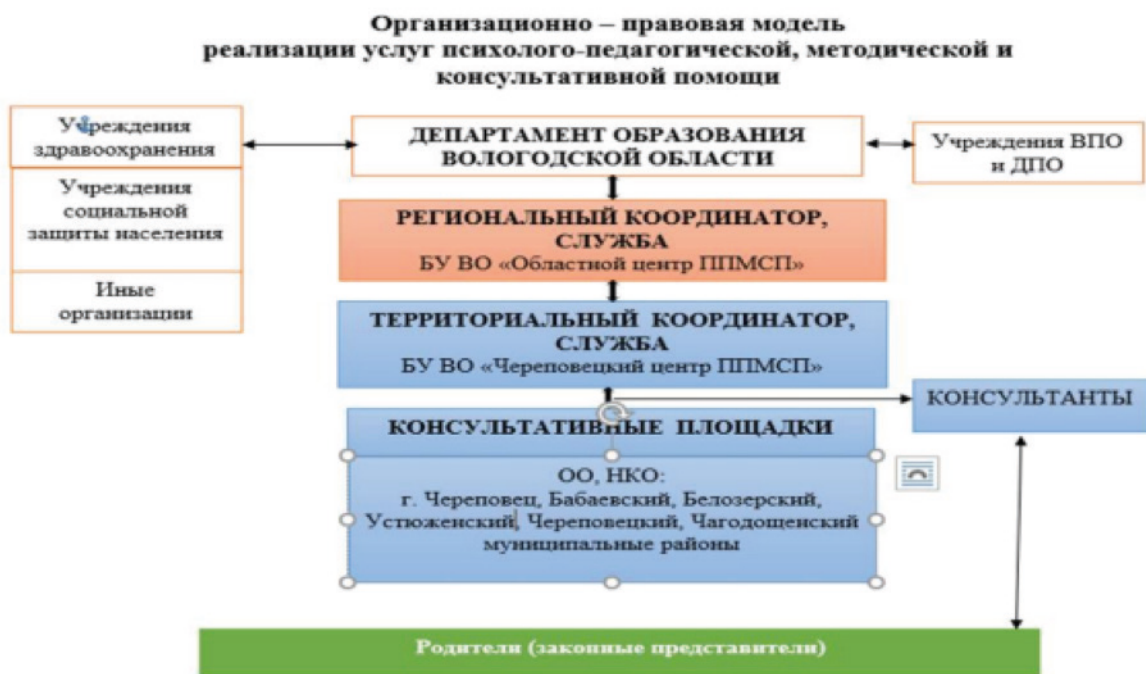 Организационно – правовая модель
реализации услуг психолого-педагогической, методической и
консультативной помощи
Учреждения
здравоохранения
Учреждения
социальной
защиты населения
Иные
организации
ДЕПАРТАМЕНТ ОБРАЗОВАНИЯ
ВОЛОГОДСКОЙ ОБЛАСТИ
Учреждения ВПО
и ДПО
РЕГИОНАЛЬНЫЙ КООРДИНАТОР,
СЛУЖБА
БУ ВО «Областной центр ППМСП»
ТЕРРИТОРИАЛЬНЫЙ КООРДИНАТОР,
СЛУЖБА
БУ ВО «Череповецкий центр ППМСП»
КОНСУЛЬТАНТЫ
КОНСУЛЬТАТИВНЫЕ ПЛОЩАДКИ
ОО, НКО:
г. Череповец, Бабаевский, Белозерский,
Устюженский, Череповецкий, Чагодощенский
муниципальные районы
Родители (законные представители)